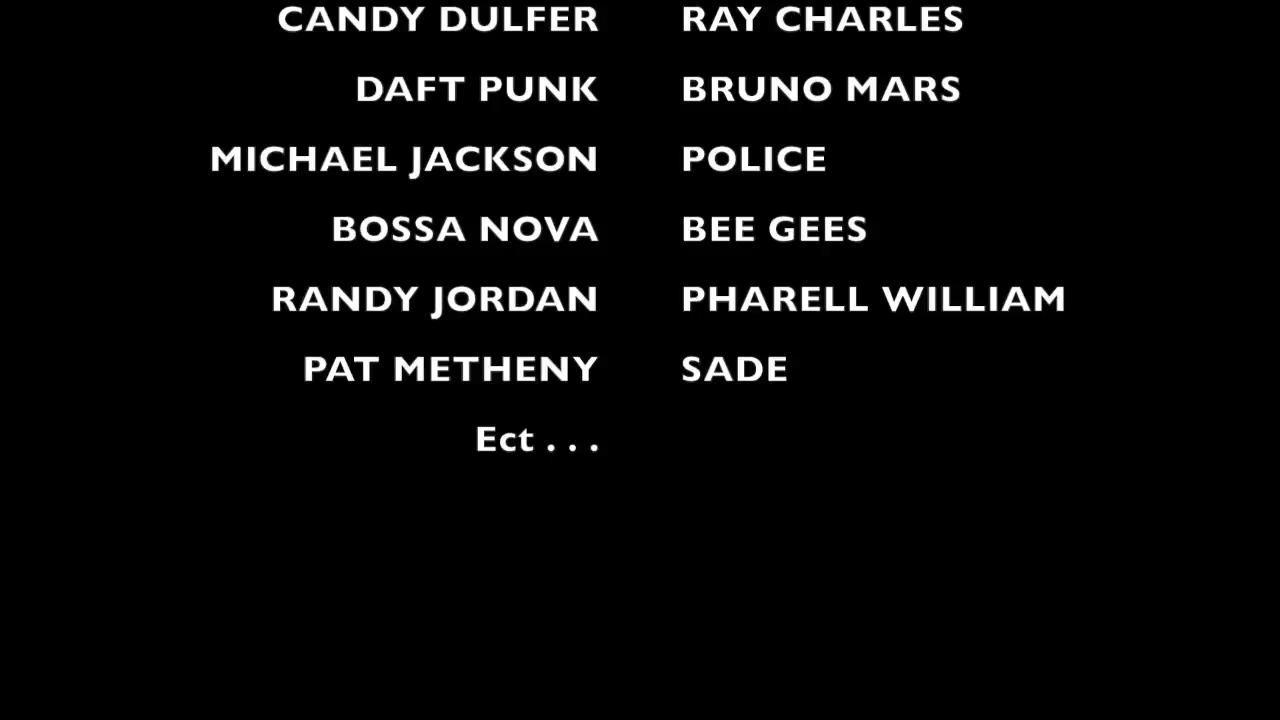 CANDY DULFER RAY CHARLES
DAFT PUNK BRUNO MARS
MICHAEL JACKSON POLICE
BOSSA NOVA BEE GEES
RANDY JORDAN PHARELL WILLIAM
PAT METHENY SADE
Ect . . .